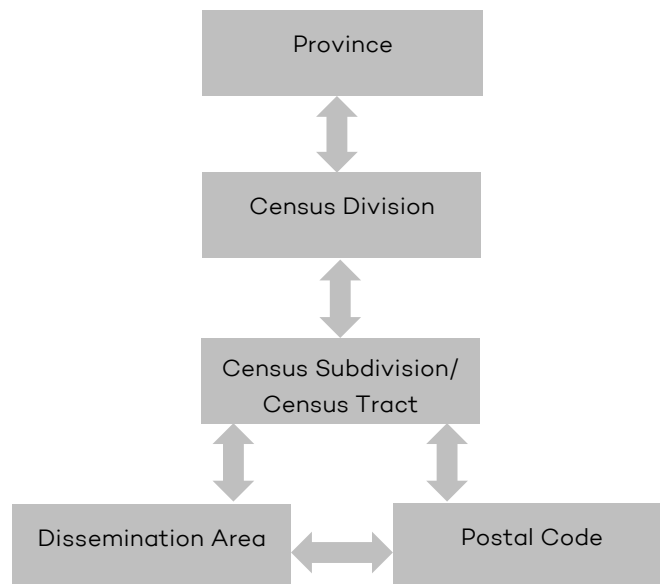 Province
Census Division
Census Subdivision/
Census Tract
Dissemination Area
Postal Code